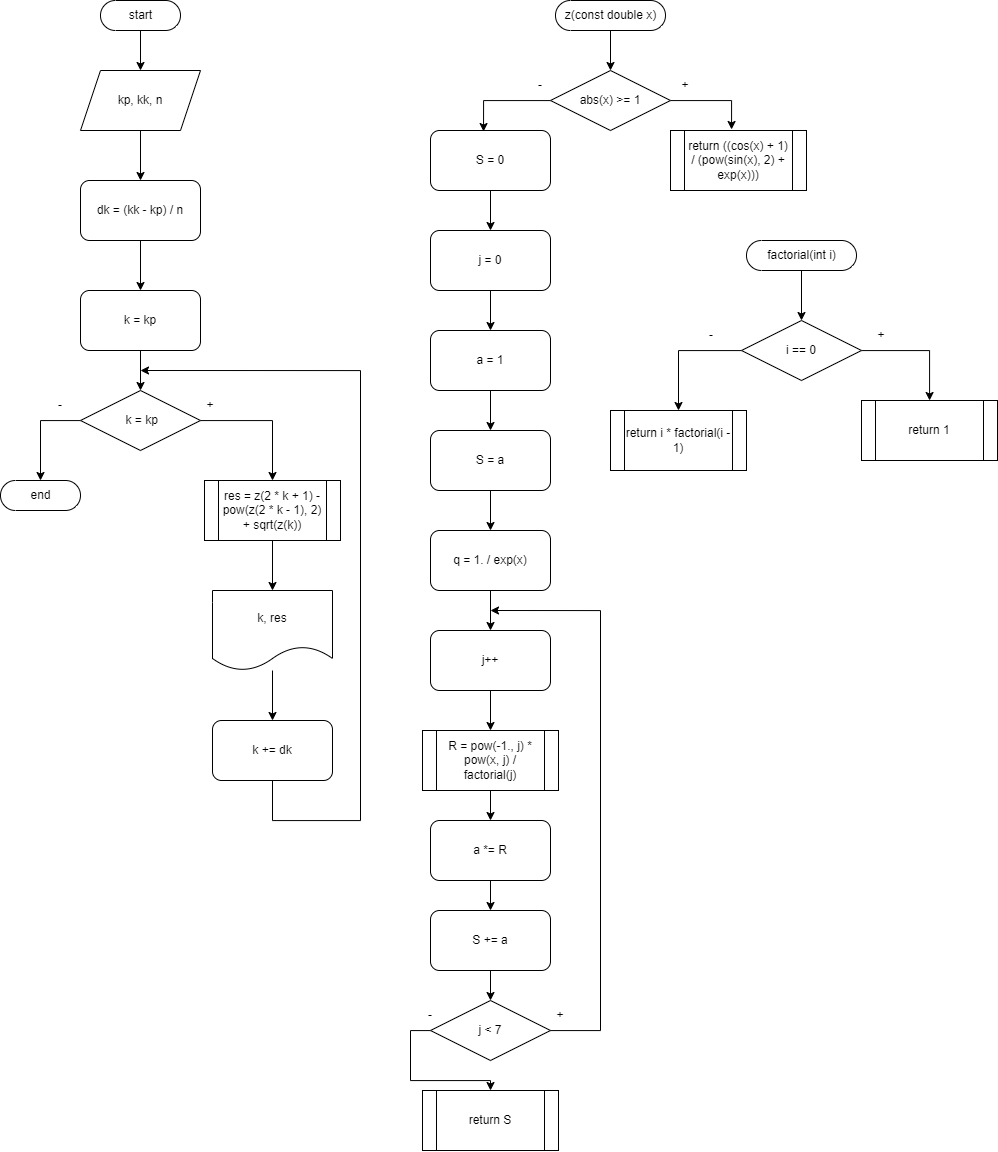 start
kp, kk, n
dk = (kk - kp) / n
k = kp
k = kp
-
+
end
res = z(2 * k + 1) -
pow(z(2 * k - 1), 2)
+ sqrt(z(k))
k, res
k += dk
z(const double x)
abs(x) >= 1
-
+
S = 0
return ((cos(x) + 1)
/ (pow(sin(x), 2) +
exp(x)))
j = 0
a = 1
S = a
q = 1. / exp(x)
j++
R = pow(-1., j) *
pow(x, j) /
factorial(j)
a *= R
S += a
j < 7
-
+
return S
factorial(int i)
i == 0
-
+
return i * factorial(i -
1)
return 1